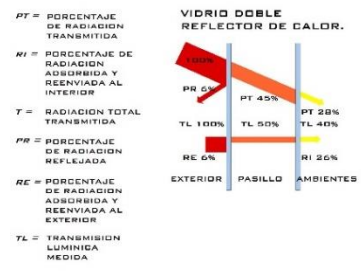 PT = PORCENTAJE
DE RADIACION
TRANSMITIDA
RI = PORCENTAJE DE
RADIACION
ADSORBIDA Y
REENVIADA AL
INTERIOR
T = RADIACION TOTAL
TRANSMITIDA
PR = PORCENTAJE
DE RADIACION
REFLEJADA
RE = PORCENTAJE
DE RADIACION
ADSORBIDA Y
REENVIADA AL
EXTERIOR
TL = TRANSMISION
LUMINICA
MEDIDA
VIDRIO DOBLE
REFLECTOR DE CALOR.
100%
PR 6%
PT 45%
PT 28%
TL 100% TL 50% TL 40%
RE 6% RI 26%
EXTERIOR PASILLO AMBIENTES